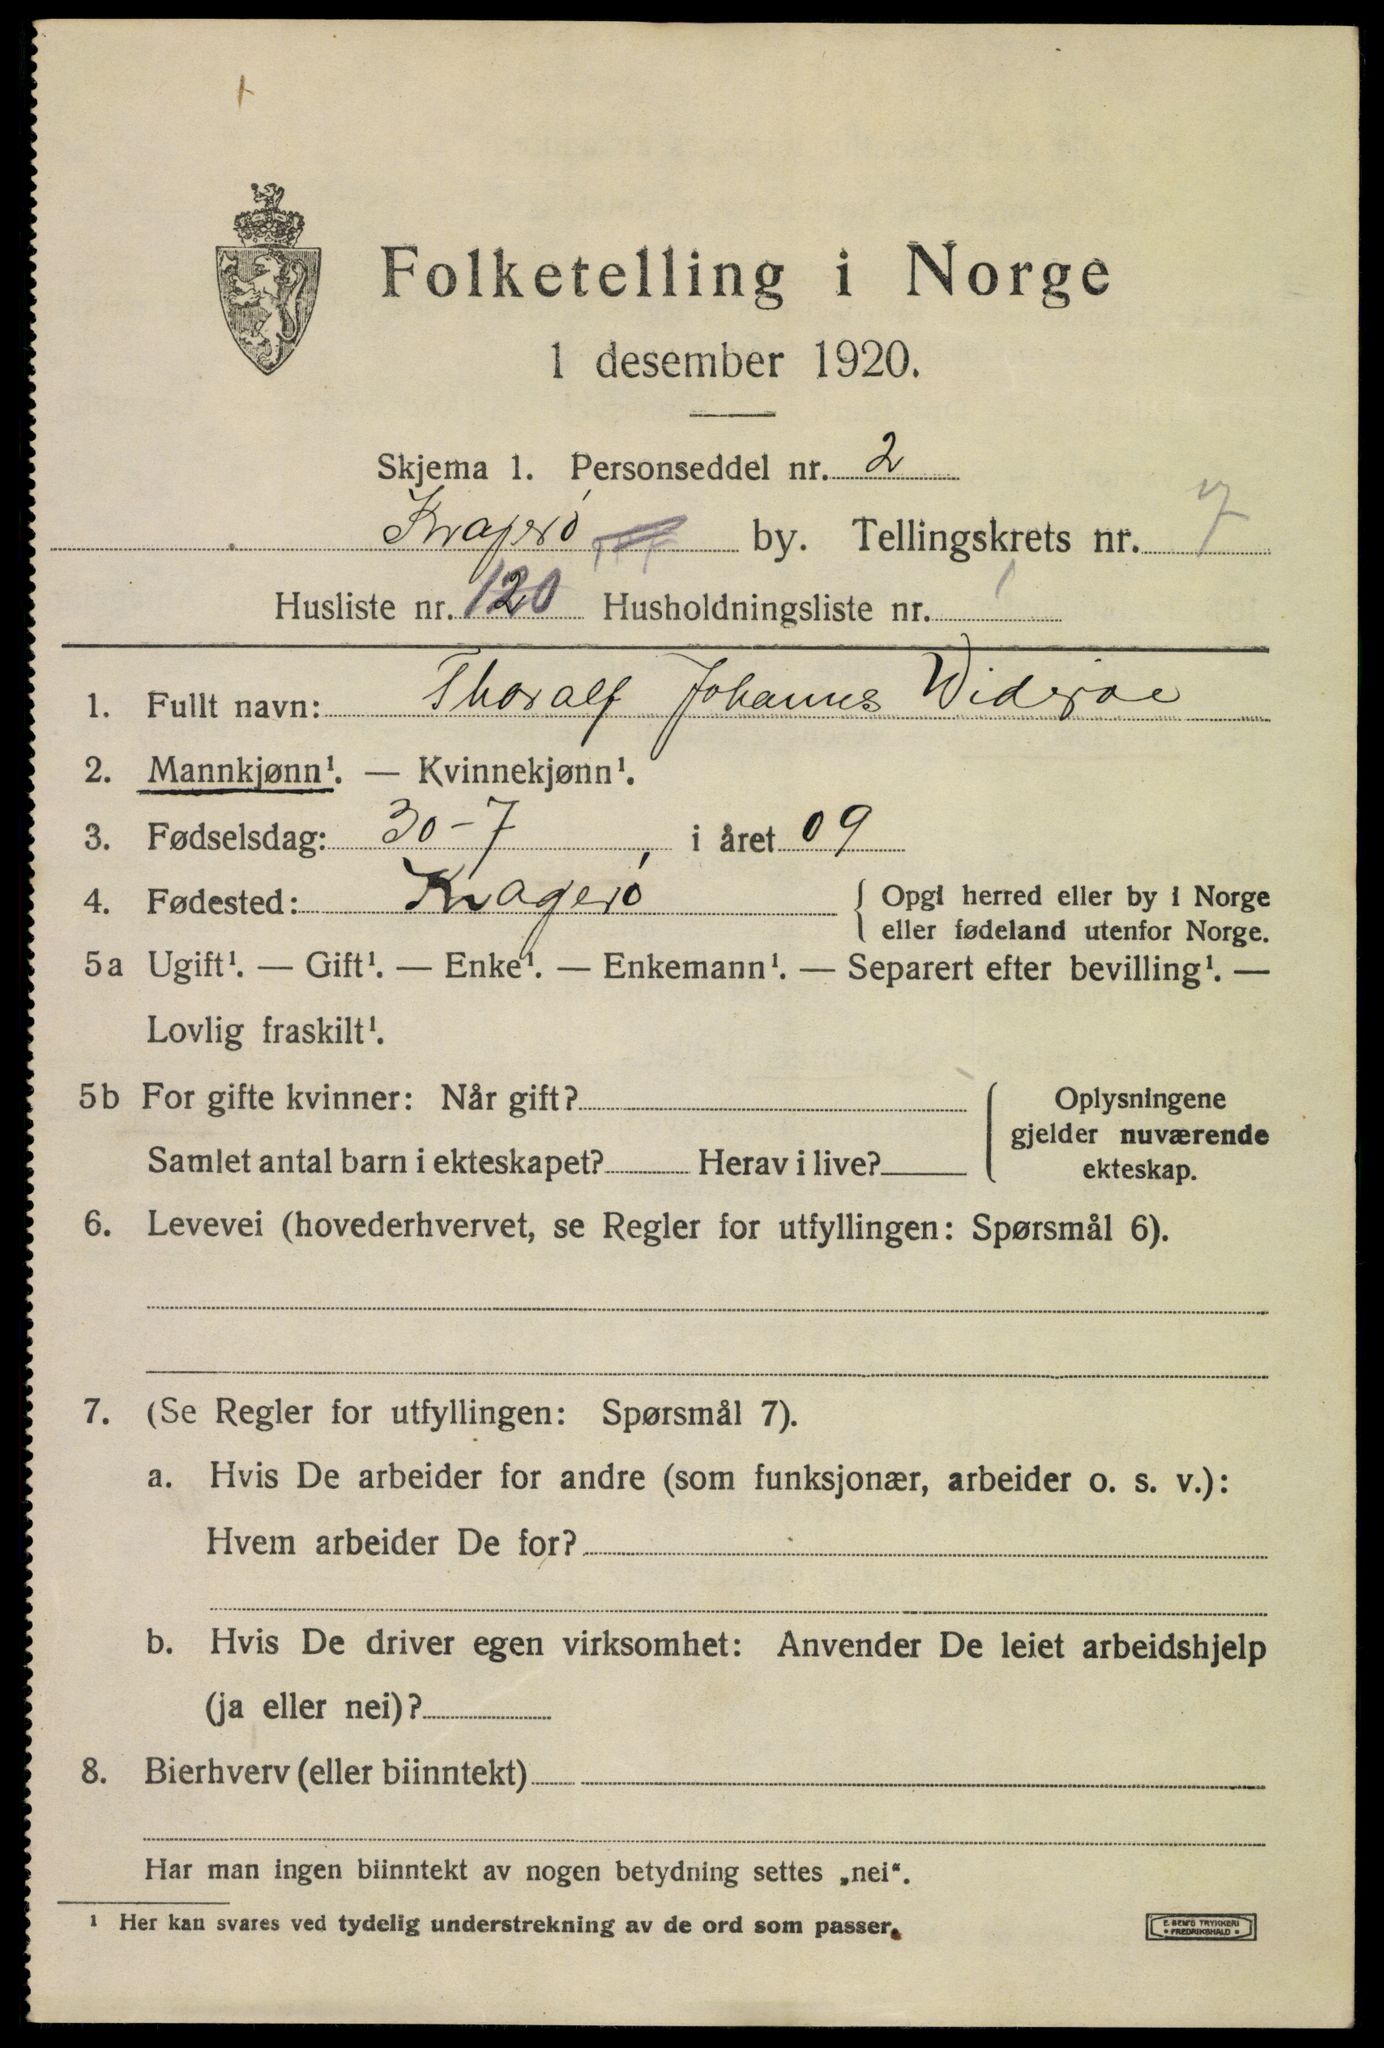 Folketelling i Norge
1 desember 1920.
Skjema 1. Personseddel nr. 2
Kragerö by. Tellingskrets nr. 7
Husliste nr. 120 Husholdningsliste nr. 1
1. Fullt navn: Thoralf Johannes Widerøe
2. Mannkjønn¹. — Kvinnekjønn¹.
3. Fødselsdag: 30-7 i året 09
4. Fødested: Kragerö { Opgi herred eller by i Norge
eller fødeland utenfor Norge.
5a Ugift¹. — Gift¹. — Enke¹. — Enkemann¹. — Separert efter bevilling¹. —
Lovlig fraskilt¹.
5b For gifte kvinner: Når gift? { Oplysningene
gjelder nuværende
Samlet antal barn i ekteskapet? Herav i live? ekteskap.
6. Levevei (hovederhvervet, se Regler for utfyllingen: Spørsmål 6).
7. (Se Regler for utfyllingen: Spørsmål 7).
a. Hvis De arbeider for andre (som funksjonær, arbeider o. s. v.):
Hvem arbeider De for?
b. Hvis De driver egen virksomhet: Anvender De leiet arbeidshjelp
(ja eller nei)?
8. Bierhverv (eller biinntekt)
Har man ingen biinntekt av nogen betydning settes „nei“.
¹ Her kan svares ved tydelig understrekning av de ord som passer.
E. SEM'S TRYKKERI
• FREDRIKSHALD •